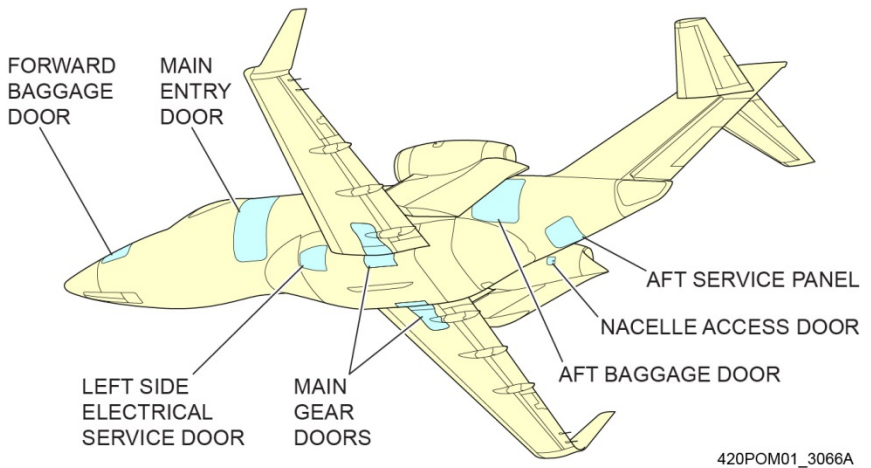 FORWARD
BAGGAGE
DOOR
MAIN
ENTRY
DOOR
AFT SERVICE PANEL
NACELLE ACCESS DOOR
AFT BAGGAGE DOOR
LEFT SIDE
ELECTRICAL
SERVICE DOOR
MAIN
GEAR
DOORS
420POM01_3066A